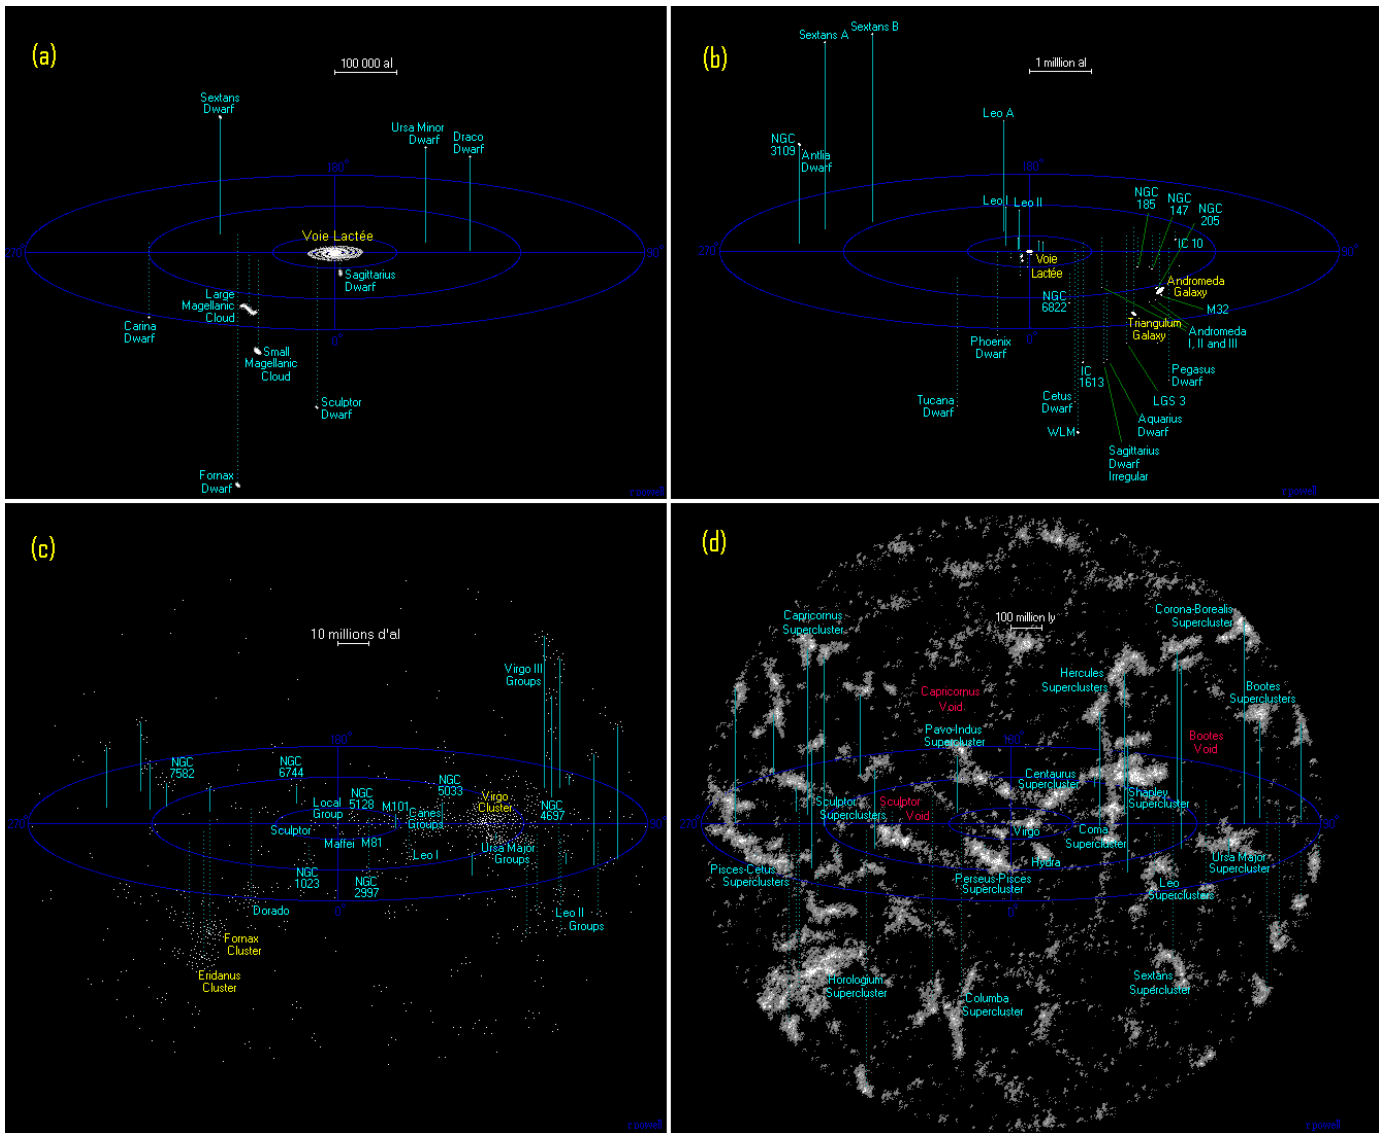 (a)
100 000 al
Sextans
Dwarf
Ursa Minor
Dwarf
Draco
Dwarf
180°
270°
Voie Lactée
90°
Sagittarius
Dwarf
Large
Magellanic
Cloud
Carina
Dwarf
0°
Small
Magellanic
Cloud
Sculptor
Dwarf
Fornax
Dwarf
c powell
(b)
Sextans A
Sextans B
1 million al
Leo A
NGC
3109
Antlia
Dwarf
180°
NGC
185
NGC
147
NGC
205
Leo I
Leo II
270°
IC 10
90°
Voie
Lactée
Andromeda
Galaxy
NGC
6822
M32
Triangulum
Galaxy
Andromeda
I, II and III
0°
Phoenix
Dwarf
IC
1613
Pegasus
Dwarf
Tucana
Dwarf
Cetus
Dwarf
LGS 3
WLM
Aquarius
Dwarf
Sagittarius
Dwarf
Irregular
c powell
(c)
10 millions d'al
Virgo III
Groups
180°
NGC
7582
NGC
6744
NGC
5033
NGC
5128
Virgo
Cluster
Local
Group
M101
Canes
Groups
NGC
4697
270°
90°
Sculptor
Maffei
M81
Leo I
Ursa Major
Groups
NGC
1023
NGC
2997
0°
Dorado
Leo II
Groups
Fornax
Cluster
Eridanus
Cluster
c powell
(d)
100 million ly
Capricornus
Supercluster
Corona-Borealis
Supercluster
Hercules
Superclusters
Capricornus
Void
Bootes
Superclusters
Pavo-Indus
Supercluster
180°
Bootes
Void
Centaurus
Supercluster
Shapley
Supercluster
Sculptor
Superclusters
Sculptor
Void
270°
90°
Virgo
Coma
Supercluster
Hydra
Pisces-Cetus
Superclusters
Perseus-Pisces
Supercluster
Ursa Major
Supercluster
Leo
Superclusters
0°
Horologium
Supercluster
Columba
Supercluster
Sextans
Supercluster
c powell